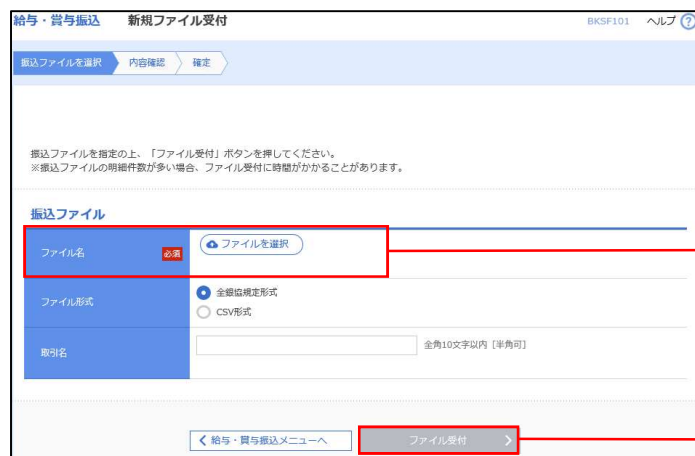 給与・賞与振込 新規ファイル受付 BKSF101 ヘルプ ?
振込ファイルを選択 内容確認 確定
振込ファイルを指定の上、「ファイル受付」ボタンを押してください。
※振込ファイルの明細件数が多い場合、ファイル受付に時間がかかることがあります。
振込ファイル
ファイル名 必須 ファイルを選択
ファイル形式 全銀協規定形式
CSV形式
取引名 全角10文字以内 [半角可]
給与・賞与振込メニューへ ファイル受付